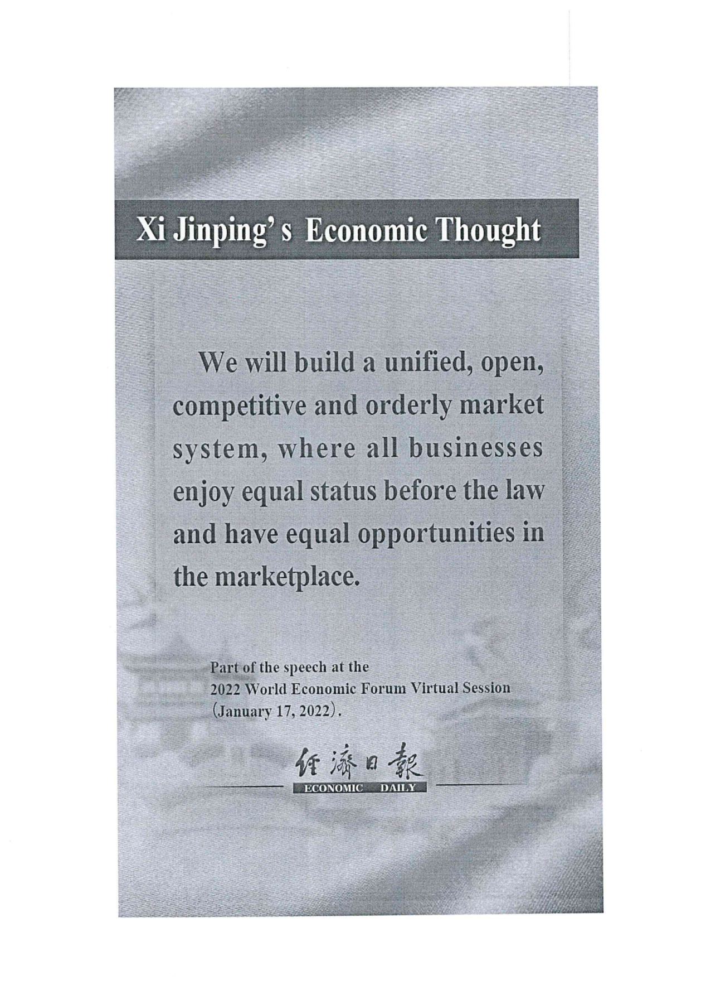 Xi Jinping’ s Economic Thought
We will build a unified, open,
competitive and orderly market
system, where all businesses
enjoy equal status before the law
and have equal opportunities in
the marketplace.
Part of the speech at the
2022 World Economic Forum Virtual Session
(January 17, 2022).
經濟日報
ECONOMIC DAILY